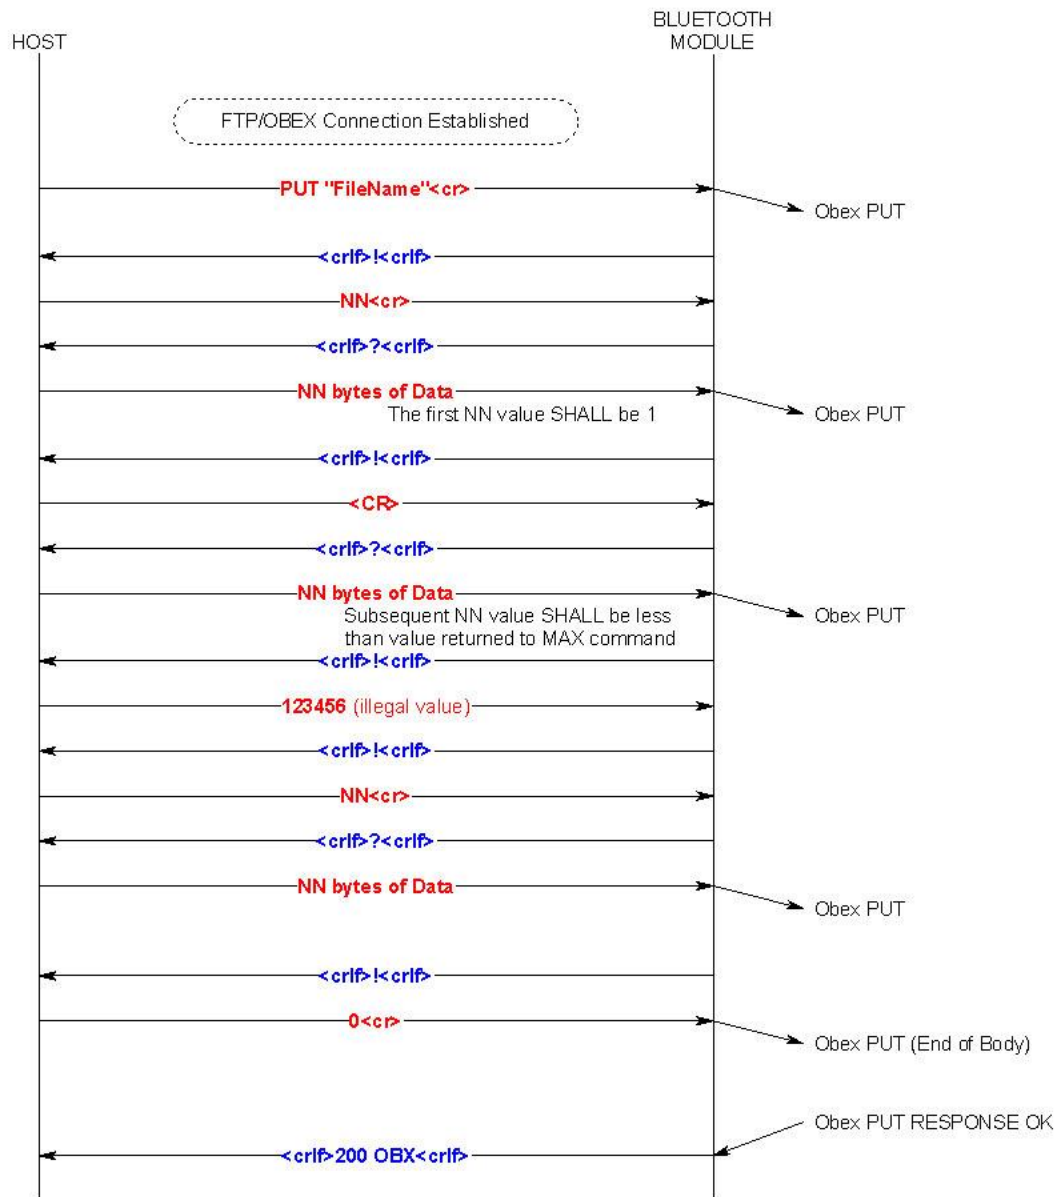 BLUETOOTH
HOST MODULE
FTP/OBEX Connection Established
PUT "FileName"<cr>
Obex PUT
<crlf>!<crlf>
NN<cr>
<crlf>?<crlf>
NN bytes of Data
The first NN value SHALL be 1
Obex PUT
<crlf>!<crlf>
<CR>
<crlf>?<crlf>
NN bytes of Data
Subsequent NN value SHALL be less
Obex PUT
than value returned to MAX command
<crlf>!<crlf>
123456 (illegal value)
<crlf>!<crlf>
NN<cr>
<crlf>?<crlf>
NN bytes of Data
Obex PUT
<crlf>!<crlf>
0<cr>
Obex PUT (End of Body)
Obex PUT RESPONSE OK
<crlf>200 OBX<crlf>